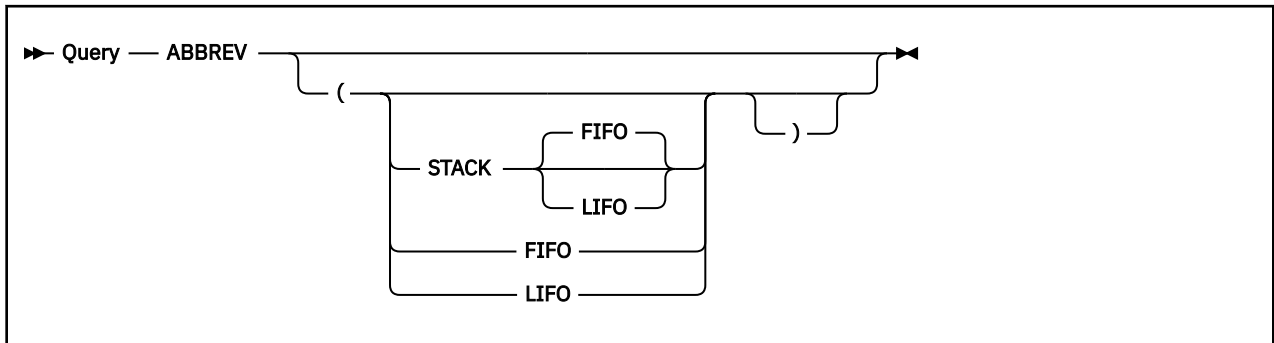 Query ABBREV
(
FIFO
)
STACK
LIFO
FIFO
LIFO